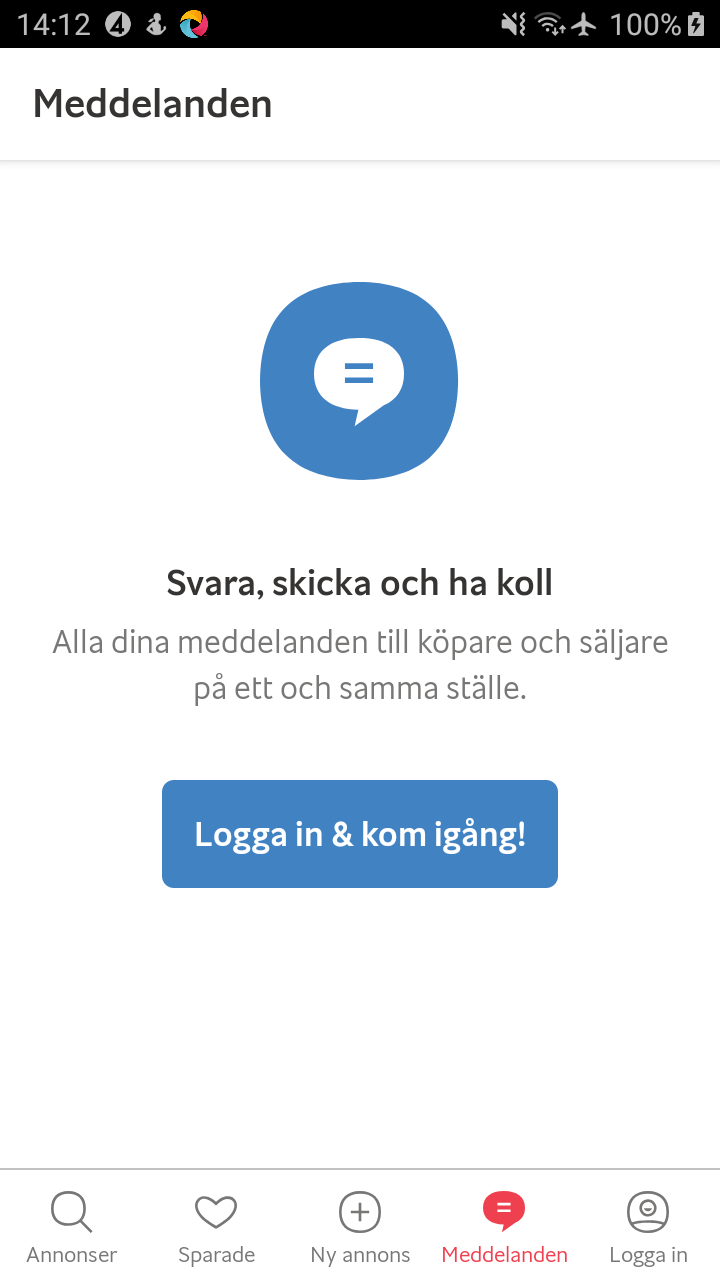 14:12 4 100%
Meddelanden
Svara, skicka och ha koll
Alla dina meddelanden till köpare och säljare
på ett och samma ställe.
Logga in & kom igång!
Annonser Sparade Ny annons Meddelanden Logga in